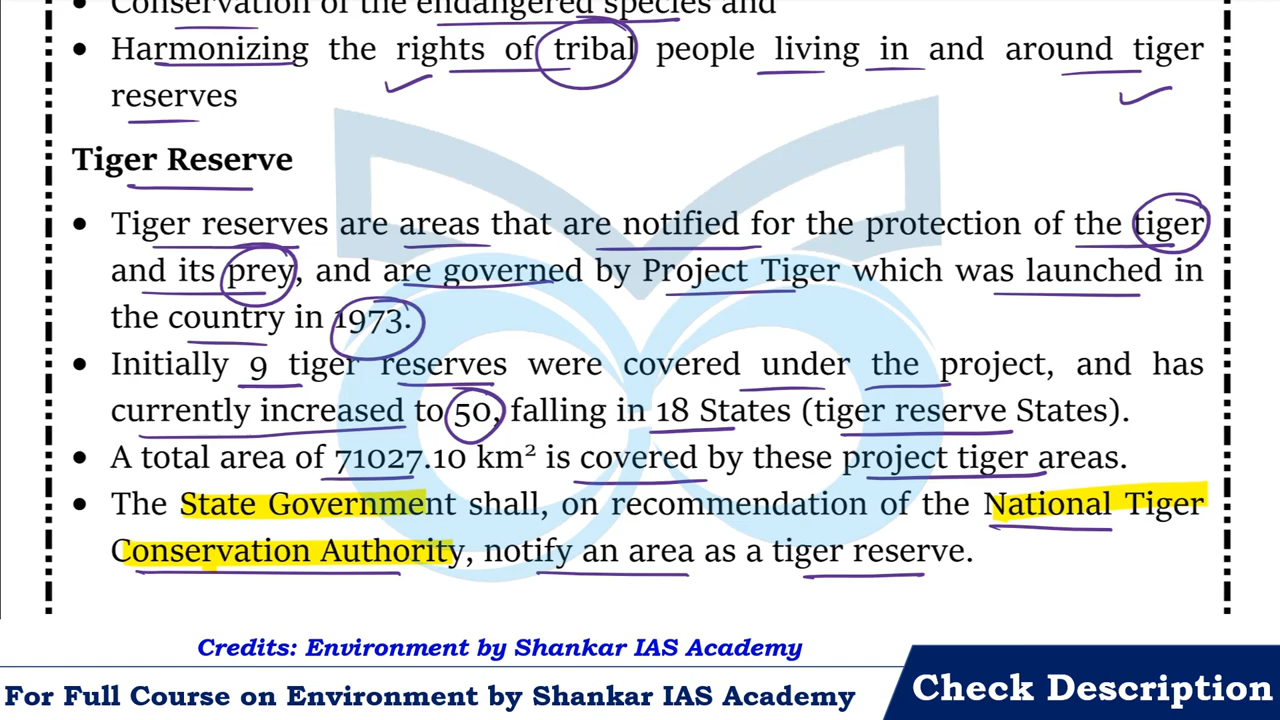 Conservation of the endangered species and
• Harmonizing the rights of tribal people living in and around tiger
reserves
Tiger Reserve
• Tiger reserves are areas that are notified for the protection of the tiger
and its prey, and are governed by Project Tiger which was launched in
the country in 1973.
• Initially 9 tiger reserves were covered under the project, and has
currently increased to 50, falling in 18 States (tiger reserve States).
• A total area of 71027.10 km² is covered by these project tiger areas.
• The State Government shall, on recommendation of the National Tiger
Conservation Authority, notify an area as a tiger reserve.
Credits: Environment by Shankar IAS Academy
For Full Course on Environment by Shankar IAS Academy
Check Description